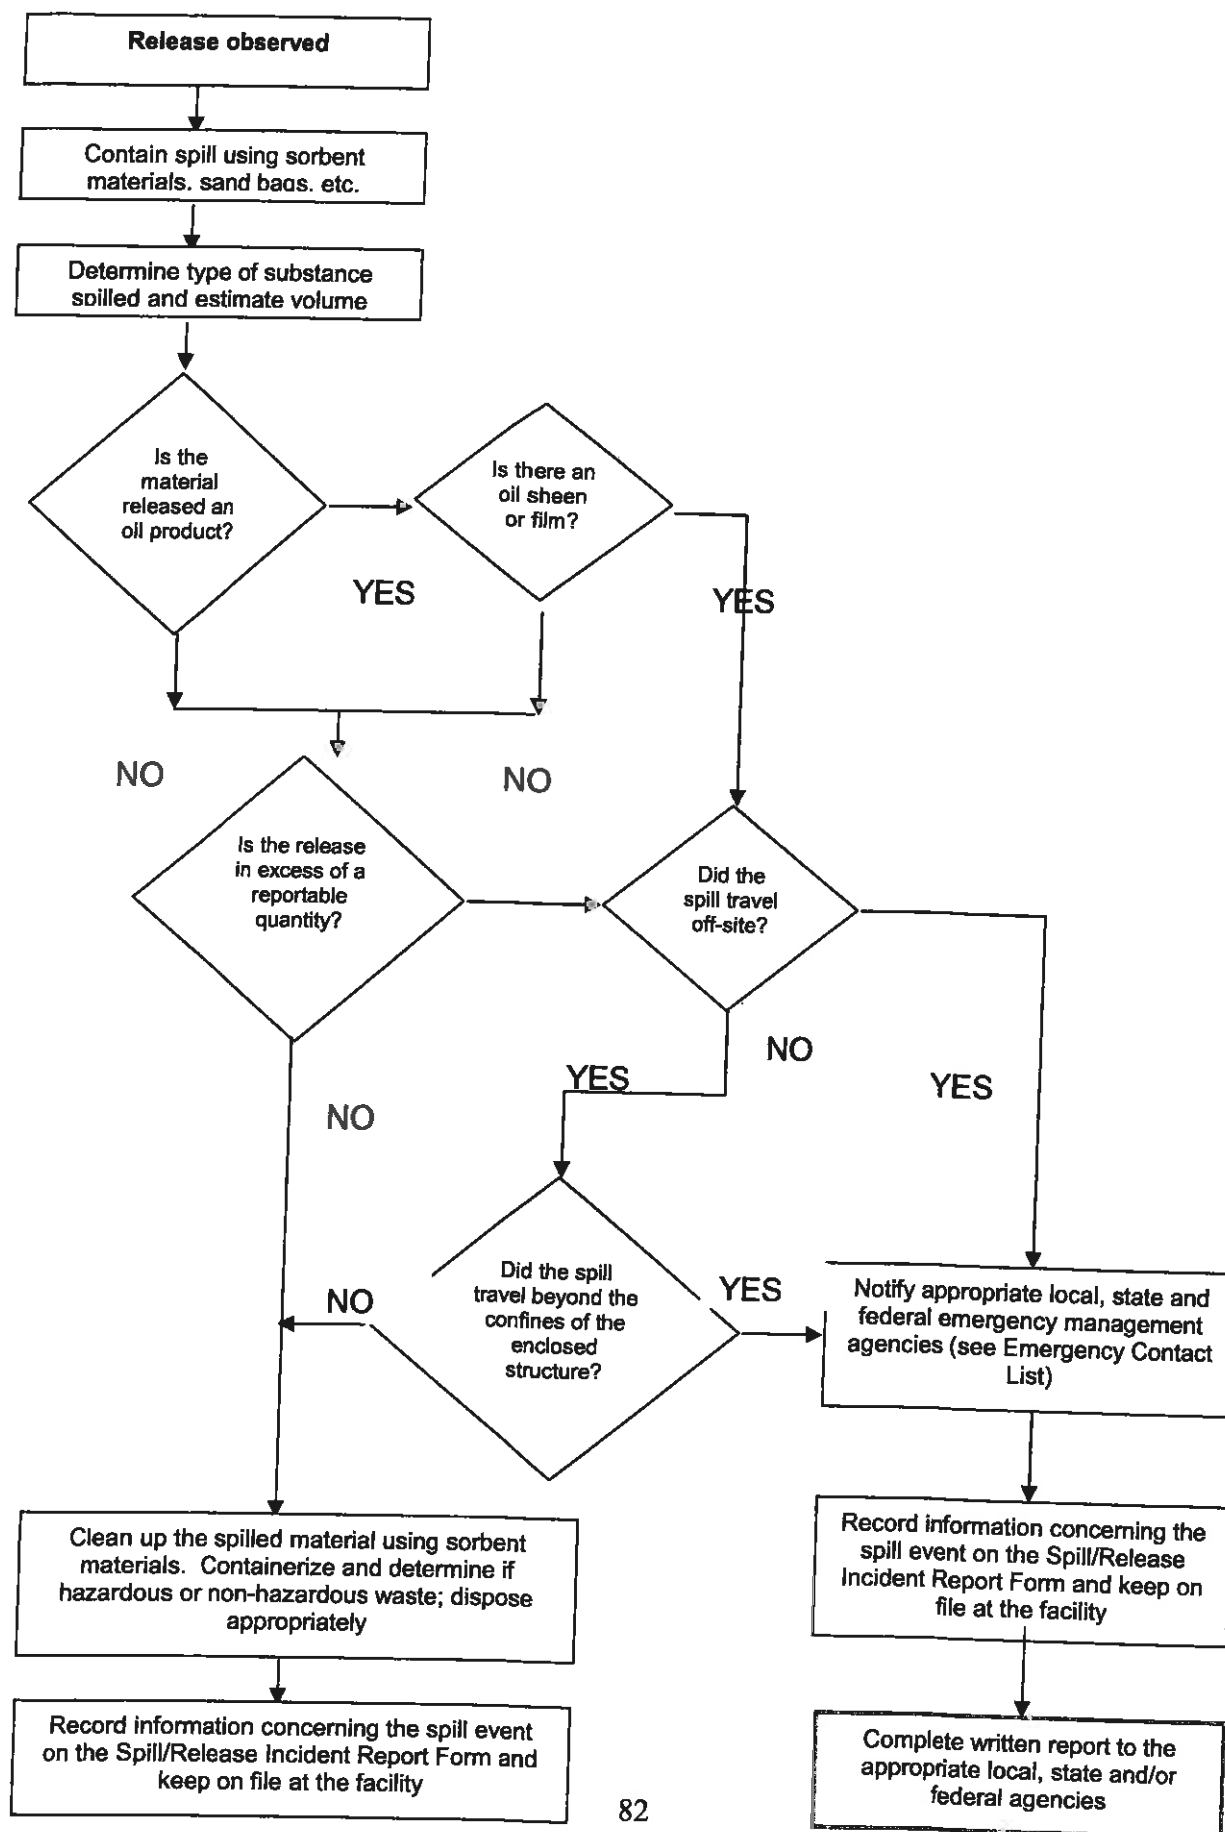 Release observed
Contain spill using sorbent
materials, sand bags, etc.
Determine type of substance
spilled and estimate volume
Is the
material
released an
oil product?
Is there an
oil sheen
or film?
YES
YES
NO
NO
Is the release
in excess of a
reportable
quantity?
Did the
spill travel
off-site?
NO
YES
YES
NO
Did the spill
travel beyond the
confines of the
enclosed
structure?
NO
YES
Notify appropriate local, state and
federal emergency management
agencies (see Emergency Contact
List)
Clean up the spilled material using sorbent
materials. Containerize and determine if
hazardous or non-hazardous waste; dispose
appropriately
Record information concerning the
spill event on the Spill/Release
Incident Report Form and keep on
file at the facility
Record information concerning the spill event
on the Spill/Release Incident Report Form and
keep on file at the facility
Complete written report to the
appropriate local, state and/or
federal agencies
82